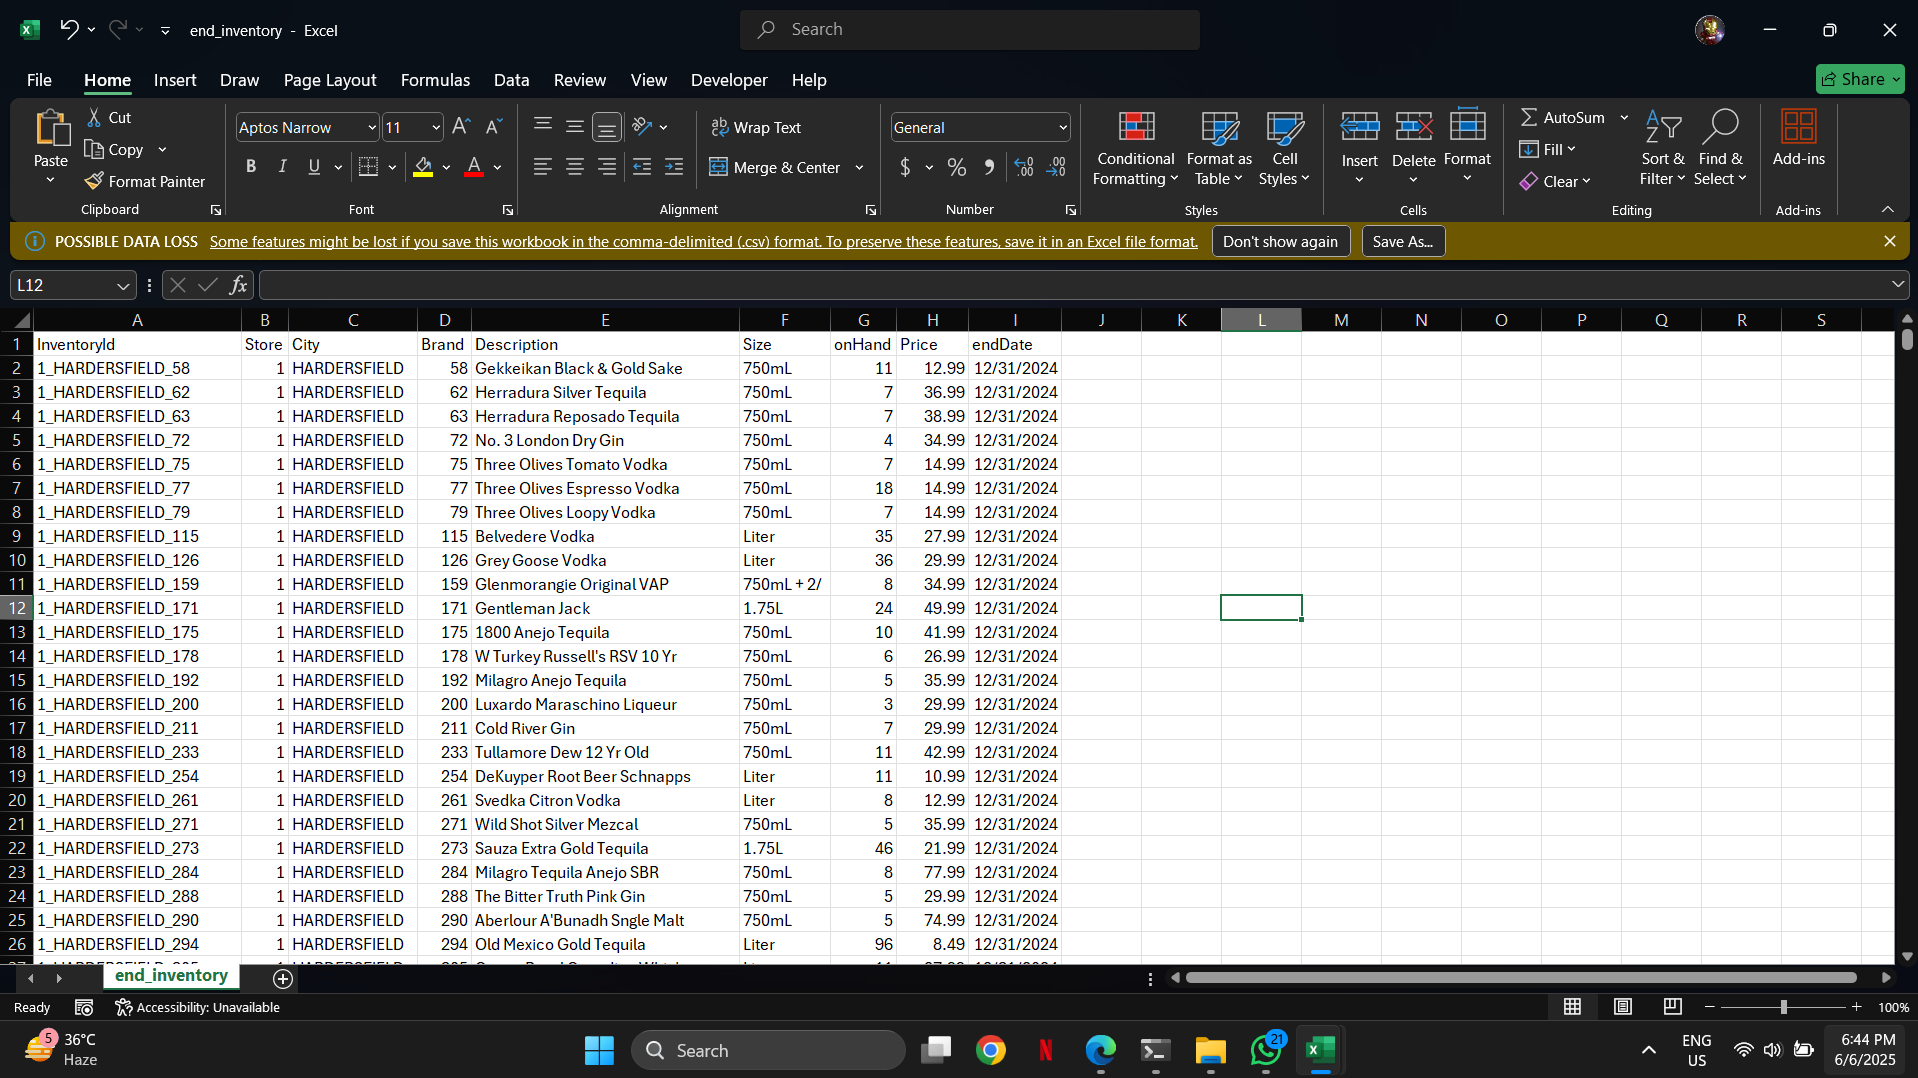 end_inventory - Excel
Search
File Home Insert Draw Page Layout Formulas Data Review View Developer Help
Share
Paste
Cut
Copy
Format Painter
Clipboard
Aptos Narrow 11
B I U
Font
Wrap Text
Merge & Center
Alignment
General
$ % ,
Number
Conditional Formatting
Format as Table
Cell Styles
Styles
Insert
Delete
Format
Cells
AutoSum
Fill
Clear
Sort & Filter
Find & Select
Editing
Add-ins
Add-ins
POSSIBLE DATA LOSS Some features might be lost if you save this workbook in the comma-delimited (.csv) format. To preserve these features, save it in an Excel file format. Don't show again Save As...
L12 fx
A B C D E F G H I J K L M N O P Q R S
1 InventoryId Store City Brand Description Size onHand Price endDate
2 1_HARDERSFIELD_58 1 HARDERSFIELD 58 Gekkeikan Black & Gold Sake 750mL 11 12.99 12/31/2024
3 1_HARDERSFIELD_62 1 HARDERSFIELD 62 Herradura Silver Tequila 750mL 7 36.99 12/31/2024
4 1_HARDERSFIELD_63 1 HARDERSFIELD 63 Herradura Reposado Tequila 750mL 7 38.99 12/31/2024
5 1_HARDERSFIELD_72 1 HARDERSFIELD 72 No. 3 London Dry Gin 750mL 4 34.99 12/31/2024
6 1_HARDERSFIELD_75 1 HARDERSFIELD 75 Three Olives Tomato Vodka 750mL 7 14.99 12/31/2024
7 1_HARDERSFIELD_77 1 HARDERSFIELD 77 Three Olives Espresso Vodka 750mL 18 14.99 12/31/2024
8 1_HARDERSFIELD_79 1 HARDERSFIELD 79 Three Olives Loopy Vodka 750mL 7 14.99 12/31/2024
9 1_HARDERSFIELD_115 1 HARDERSFIELD 115 Belvedere Vodka Liter 35 27.99 12/31/2024
10 1_HARDERSFIELD_126 1 HARDERSFIELD 126 Grey Goose Vodka Liter 36 29.99 12/31/2024
11 1_HARDERSFIELD_159 1 HARDERSFIELD 159 Glenmorangie Original VAP 750mL + 2/ 8 34.99 12/31/2024
12 1_HARDERSFIELD_171 1 HARDERSFIELD 171 Gentleman Jack 1.75L 24 49.99 12/31/2024
13 1_HARDERSFIELD_175 1 HARDERSFIELD 175 1800 Anejo Tequila 750mL 10 41.99 12/31/2024
14 1_HARDERSFIELD_178 1 HARDERSFIELD 178 W Turkey Russell's RSV 10 Yr 750mL 6 26.99 12/31/2024
15 1_HARDERSFIELD_192 1 HARDERSFIELD 192 Milagro Anejo Tequila 750mL 5 35.99 12/31/2024
16 1_HARDERSFIELD_200 1 HARDERSFIELD 200 Luxardo Maraschino Liqueur 750mL 3 29.99 12/31/2024
17 1_HARDERSFIELD_211 1 HARDERSFIELD 211 Cold River Gin 750mL 7 29.99 12/31/2024
18 1_HARDERSFIELD_233 1 HARDERSFIELD 233 Tullamore Dew 12 Yr Old 750mL 11 42.99 12/31/2024
19 1_HARDERSFIELD_254 1 HARDERSFIELD 254 DeKuyper Root Beer Schnapps Liter 11 10.99 12/31/2024
20 1_HARDERSFIELD_261 1 HARDERSFIELD 261 Svedka Citron Vodka Liter 8 12.99 12/31/2024
21 1_HARDERSFIELD_271 1 HARDERSFIELD 271 Wild Shot Silver Mezcal 750mL 5 35.99 12/31/2024
22 1_HARDERSFIELD_273 1 HARDERSFIELD 273 Sauza Extra Gold Tequila 1.75L 46 21.99 12/31/2024
23 1_HARDERSFIELD_284 1 HARDERSFIELD 284 Milagro Tequila Anejo SBR 750mL 8 77.99 12/31/2024
24 1_HARDERSFIELD_288 1 HARDERSFIELD 288 The Bitter Truth Pink Gin 750mL 5 29.99 12/31/2024
25 1_HARDERSFIELD_290 1 HARDERSFIELD 290 Aberlour A'Bunadh Sngle Malt 750mL 5 74.99 12/31/2024
26 1_HARDERSFIELD_294 1 HARDERSFIELD 294 Old Mexico Gold Tequila Liter 96 8.49 12/31/2024
end_inventory
Ready Accessibility: Unavailable 100%
5 36°C
Haze
Search
21
ENG
US
6:44 PM
6/6/2025